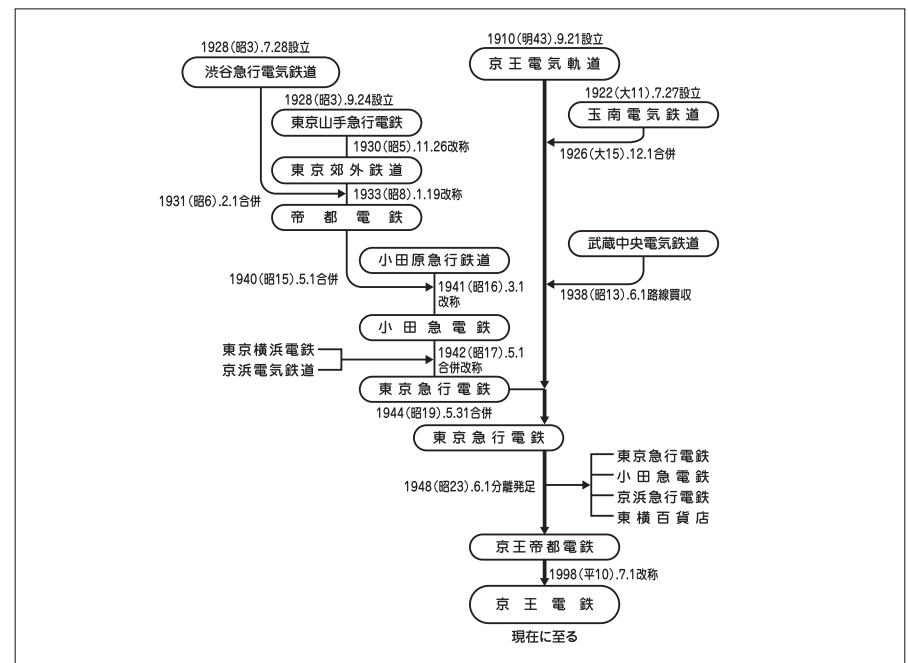 1928(昭3).7.28設立
渋谷急行電気鉄道
1910(明43).9.21設立
京王電気軌道
1928(昭3).9.24設立
東京山手急行電鉄
1922(大11).7.27設立
玉南電気鉄道
1930(昭5).11.26改称
1926(大15).12.1合併
東京郊外鉄道
1931(昭6).2.1合併
1933(昭8).1.19改称
帝都電鉄
武蔵中央電気鉄道
小田原急行鉄道
1940(昭15).5.1合併
1941(昭16).3.1
改称
1938(昭13).6.1路線買収
小田急電鉄
東京横浜電鉄
京浜電気鉄道
1942(昭17).5.1
合併改称
東京急行電鉄
1944(昭19).5.31合併
東京急行電鉄
1948(昭23).6.1分離発足
東京急行電鉄
小田急電鉄
京浜急行電鉄
東横百貨店
京王帝都電鉄
1998(平10).7.1改称
京王電鉄
現在に至る